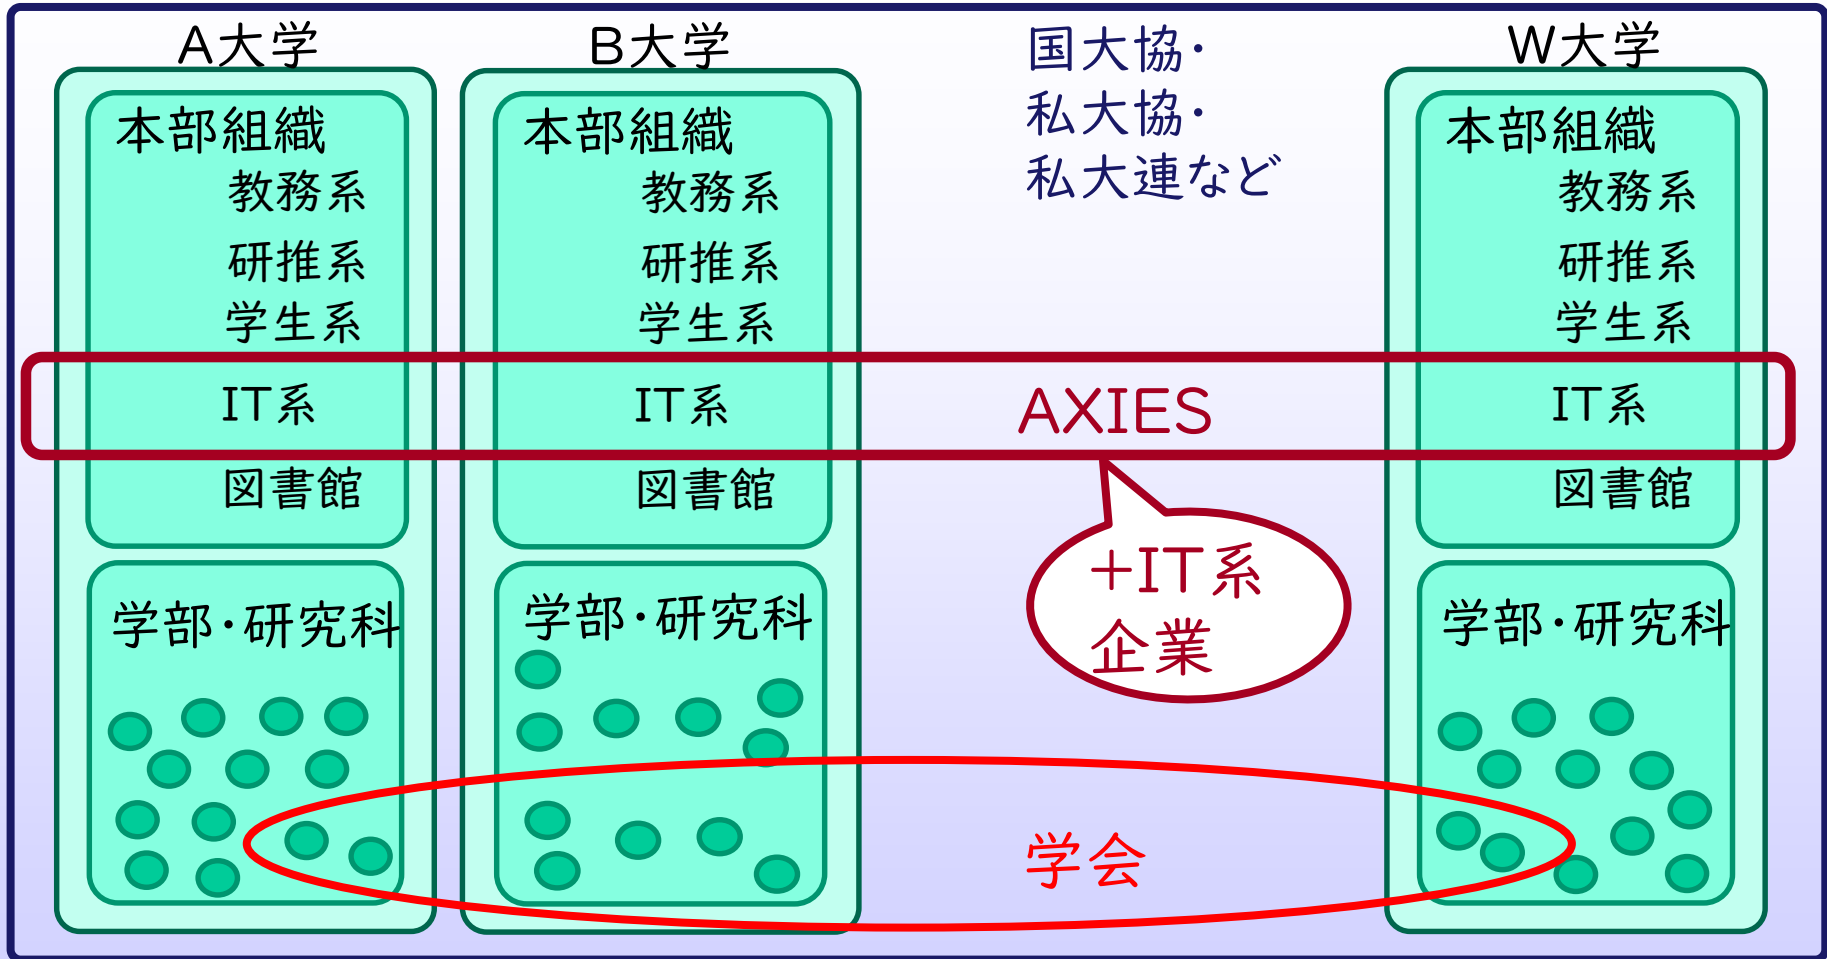 A大学
本部組織
教務系
研推系
学生系
IT系
図書館
学部・研究科
B大学
本部組織
教務系
研推系
学生系
IT系
図書館
学部・研究科
国大協・
私大協・
私大連など
AXIES
+IT系
企業
学会
W大学
本部組織
教務系
研推系
学生系
IT系
図書館
学部・研究科